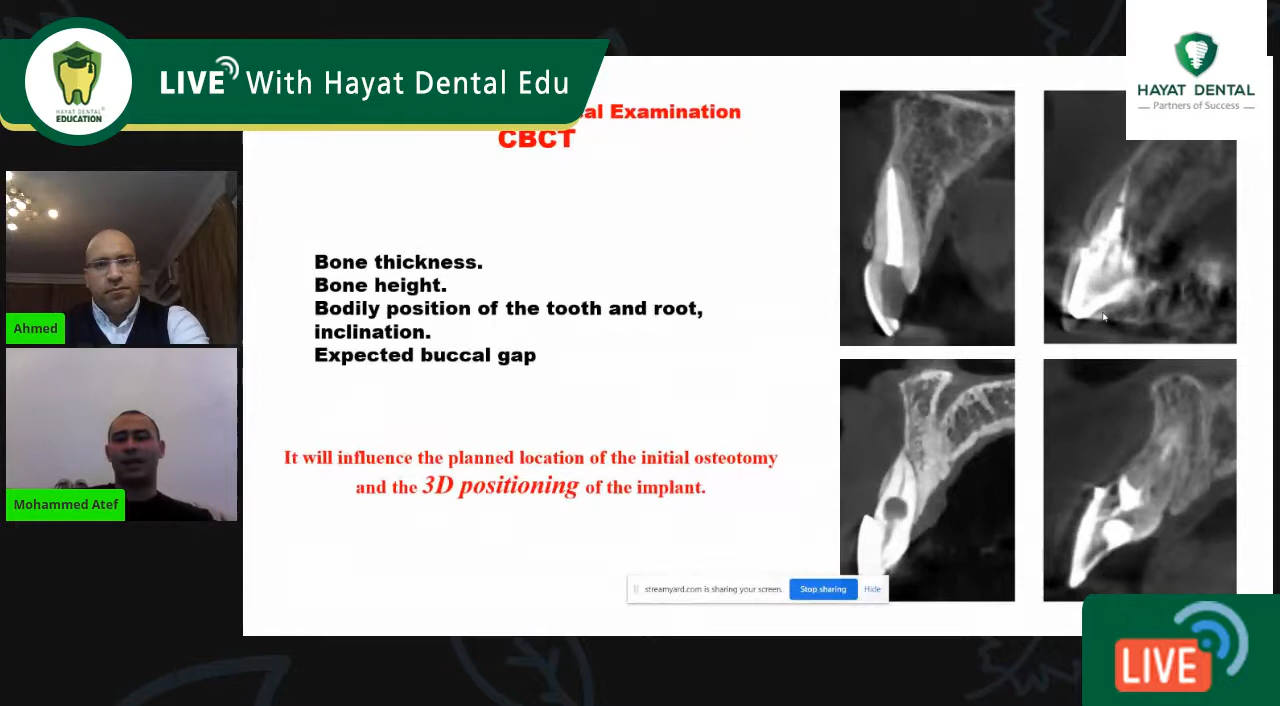 LIVE With Hayat Dental Edu
HAYAT DENTAL
EDUCATION
HAYAT DENTAL
Partners of Success
al Examination
CBCT
Ahmed
Mohammed Atef
Bone thickness.
Bone height.
Bodily position of the tooth and root,
inclination.
Expected buccal gap
It will influence the planned location of the initial osteotomy
and the 3D positioning of the implant.
streamyard.com is sharing your screen. Stop sharing Hide
LIVE